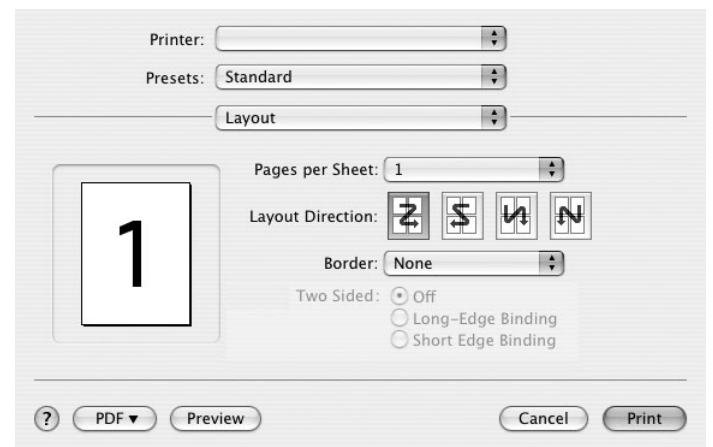 Printer:
Presets: Standard
Layout
Pages per Sheet: 1
1
Layout Direction:
Border: None
Two Sided: Off
Long-Edge Binding
Short Edge Binding
? PDF▼ Preview Cancel Print